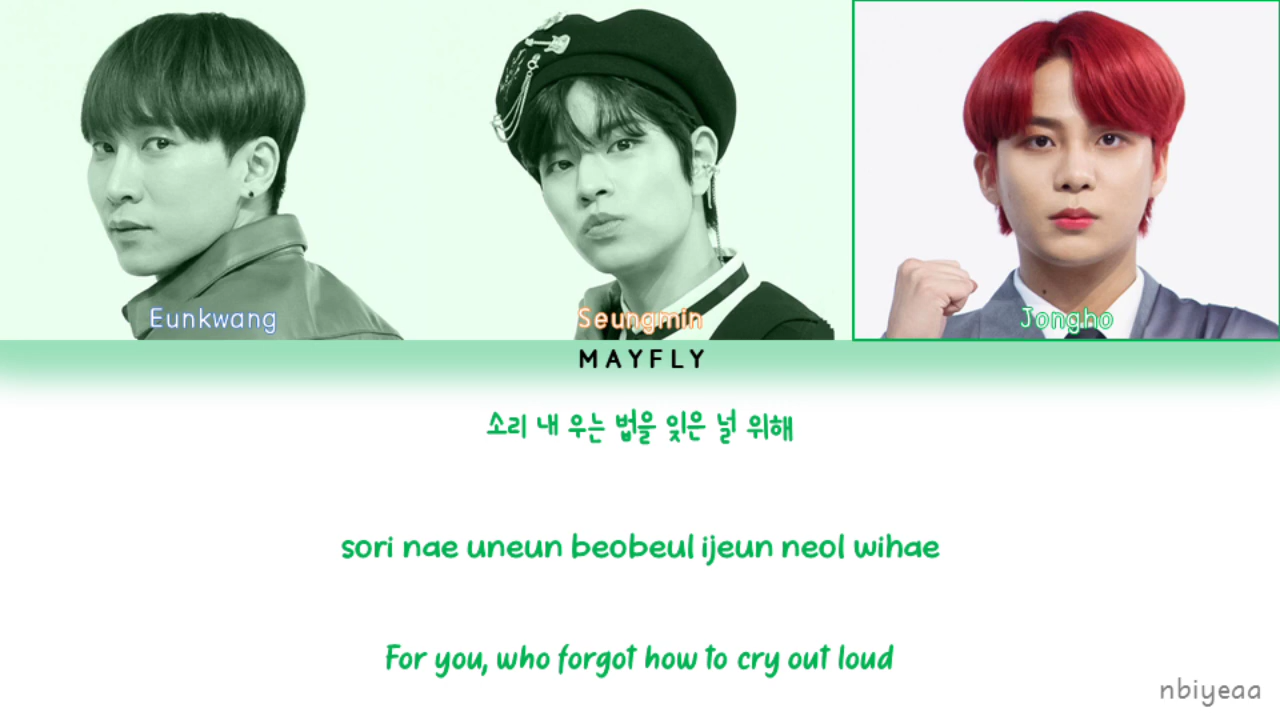 Eunkwang
Seungmin
Jongho
MAYFLY
소리 내 우는 법을 잊은 널 위해
sori nae uneun beobeul ijeun neol wihae
For you, who forgot how to cry out loud
nbiyeaa